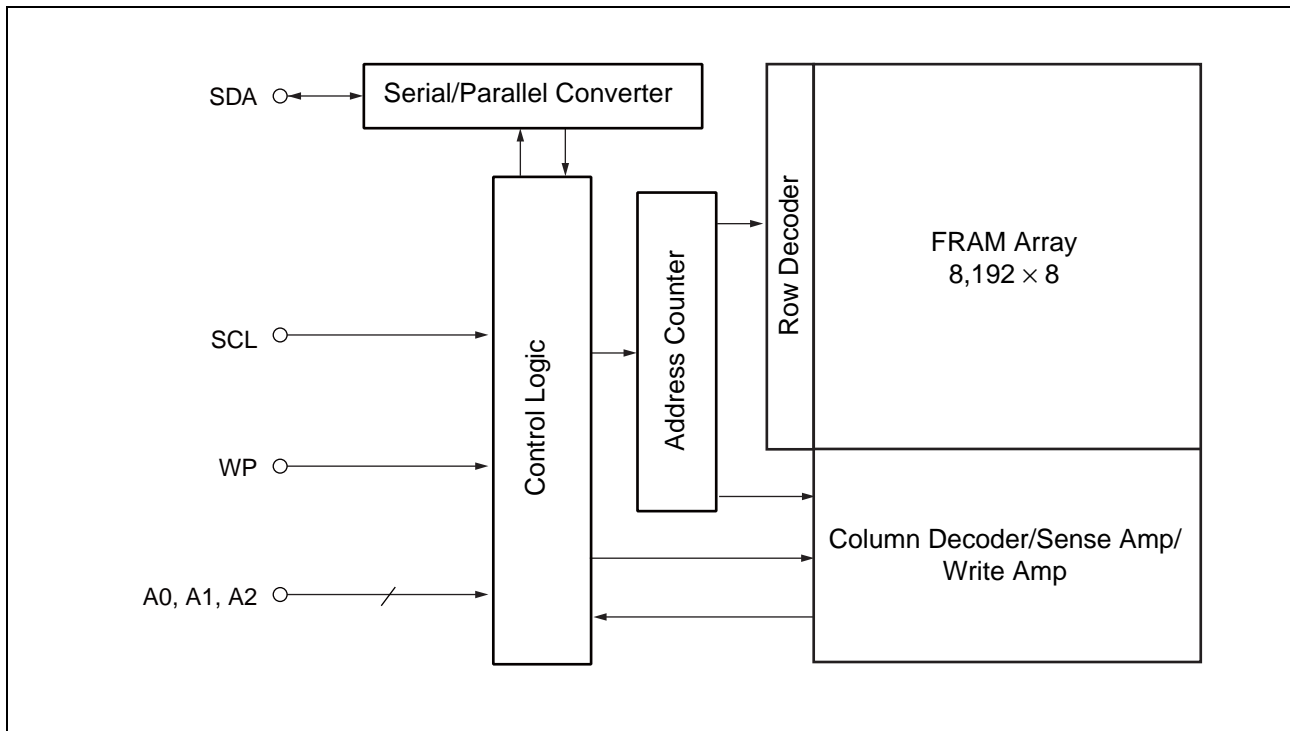 SDA
Serial/Parallel Converter
SCL
WP
A0, A1, A2
Control Logic
Address Counter
Row Decoder
FRAM Array
8,192 × 8
Column Decoder/Sense Amp/
Write Amp